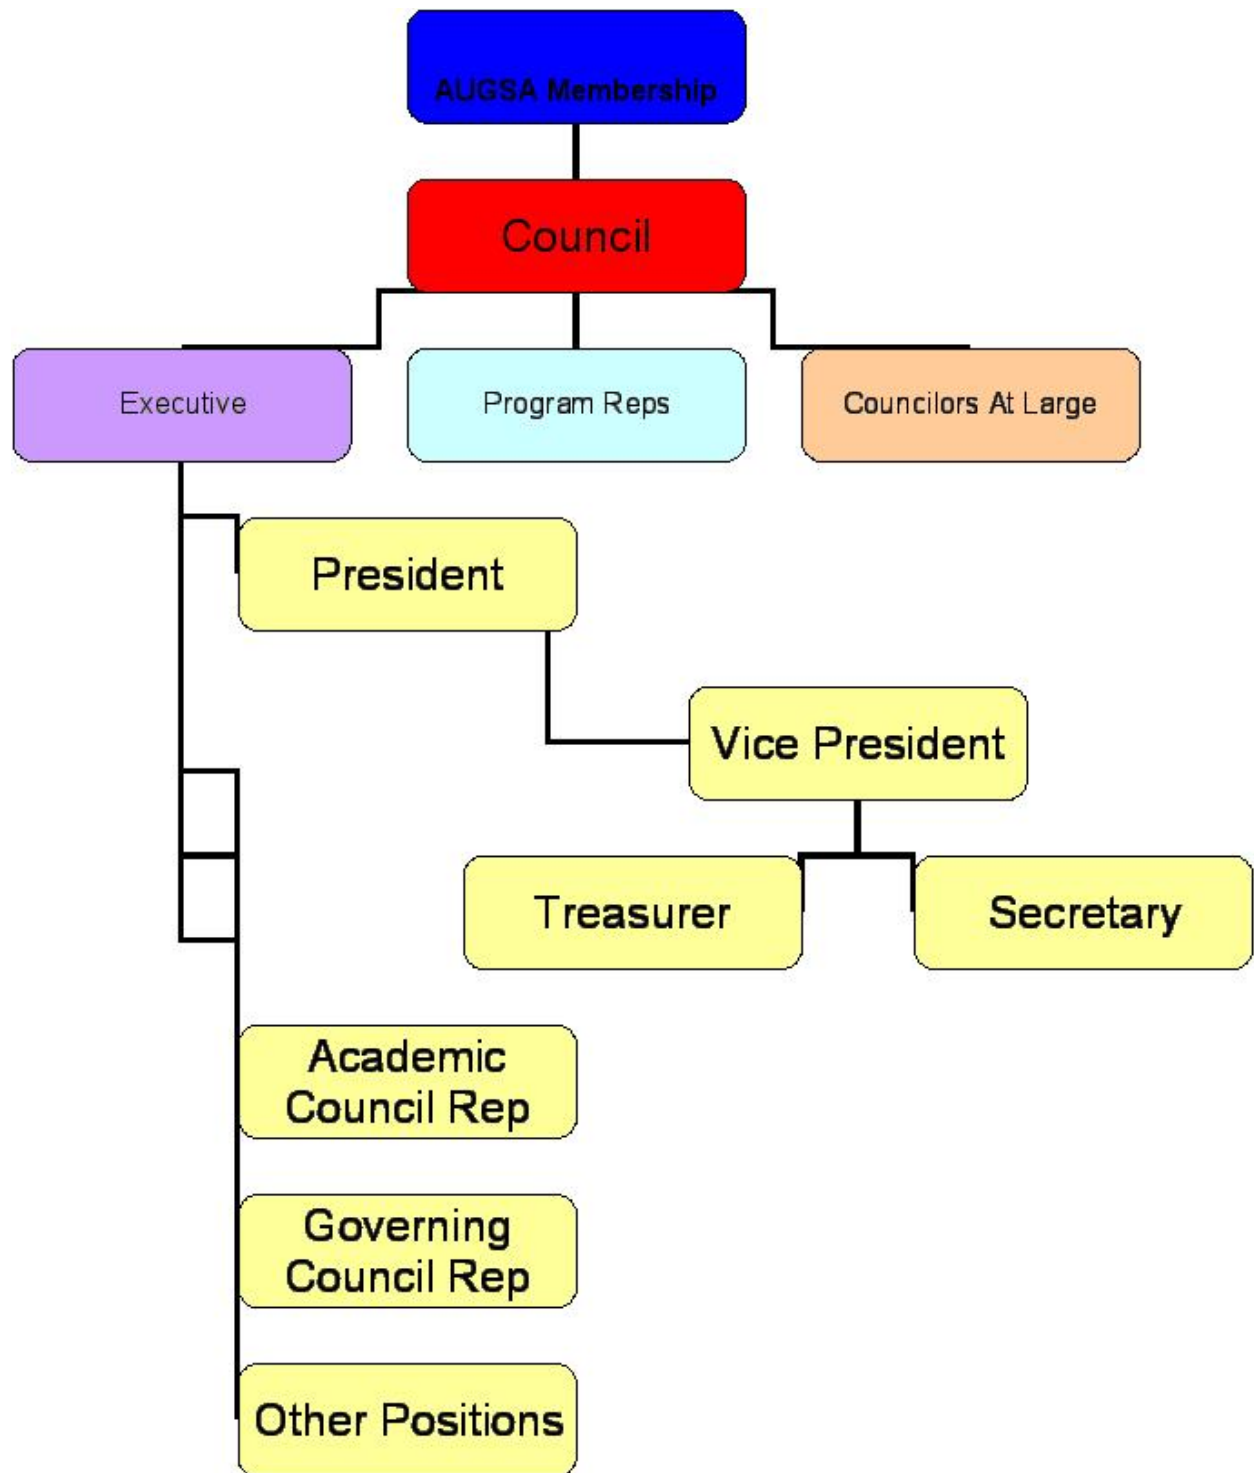 AUGSA Membership
Council
Executive
Program Reps
Councilors At Large
President
Vice President
Treasurer
Secretary
Academic
Council Rep
Governing
Council Rep
Other Positions